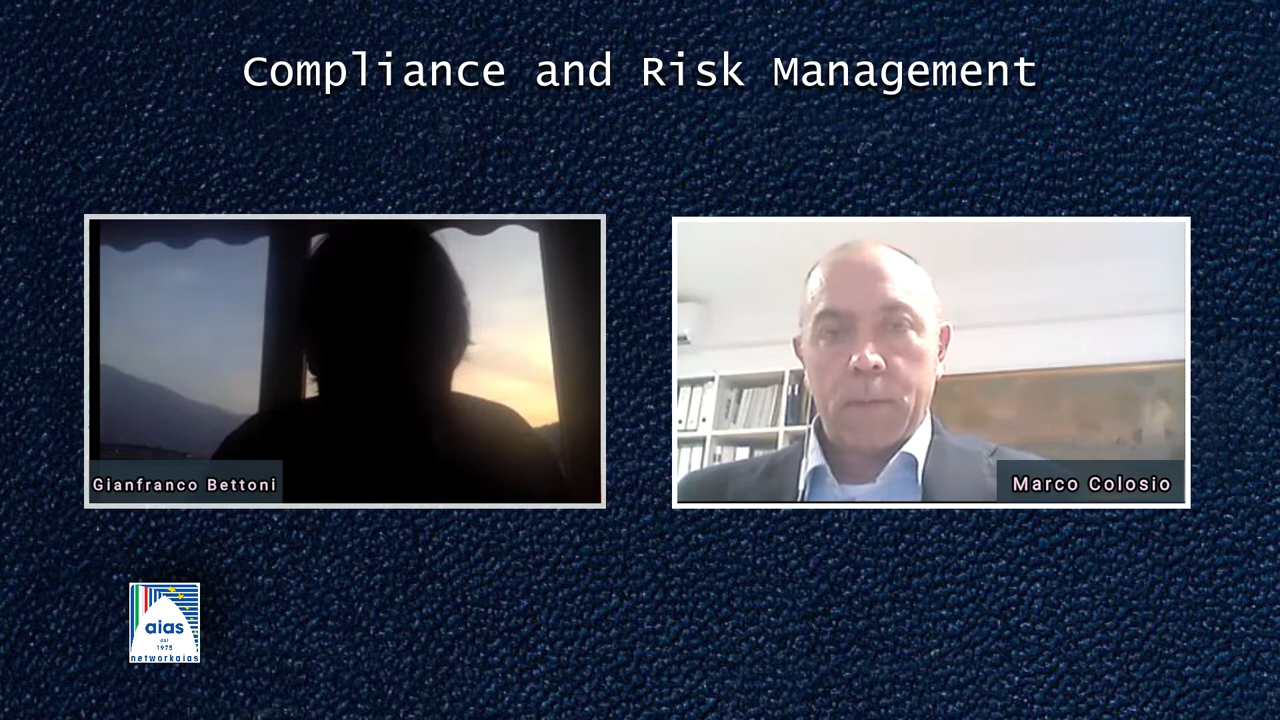 Compliance and Risk Management
Gianfranco Bettoni
Marco Colosio
aias
dal
1975
networkaias